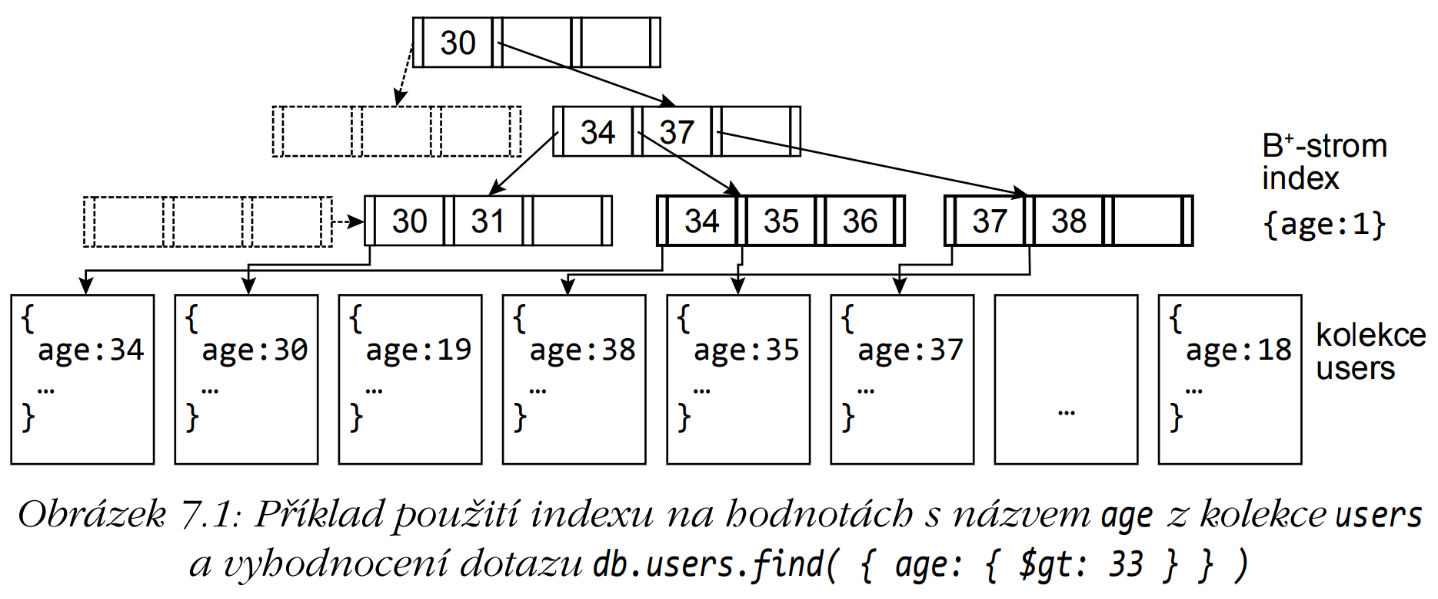 30
34 37
B+-strom
index
{age:1}
30 31
34 35 36
37 38
{
age:34
…
}
{
age:30
…
}
{
age:19
…
}
{
age:38
…
}
{
age:35
…
}
{
age:37
…
}
…
{
age:18
…
}
kolekce
users
Obrázek 7.1: Příklad použití indexu na hodnotách s názvem age z kolekce users
a vyhodnocení dotazu db.users.find( { age: { $gt: 33 } } )